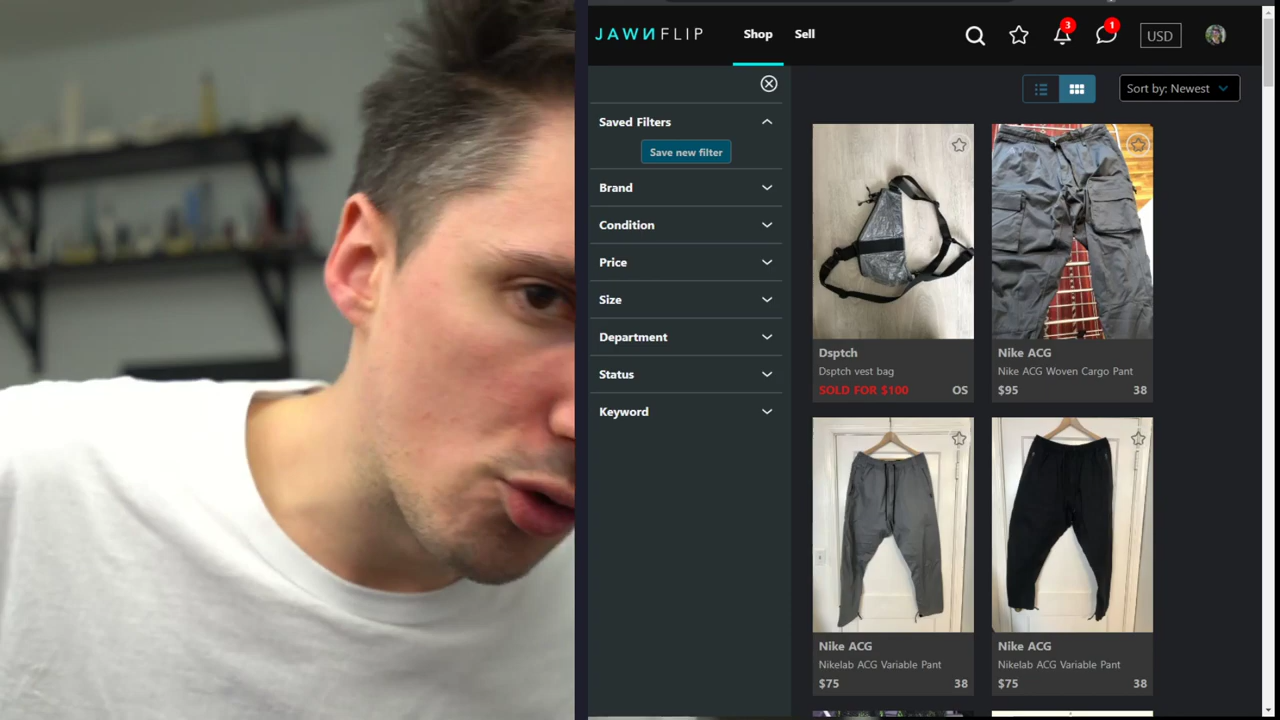 JAWNFLIP
Shop
Sell
3
1
USD
Sort by: Newest
Saved Filters
Save new filter
Brand
Condition
Price
Size
Department
Status
Keyword
Dsptch
Dsptch vest bag
SOLD FOR $100
OS
Nike ACG
Nike ACG Woven Cargo Pant
$95
38
Nike ACG
Nikelab ACG Variable Pant
$75
38
Nike ACG
Nikelab ACG Variable Pant
$75
38